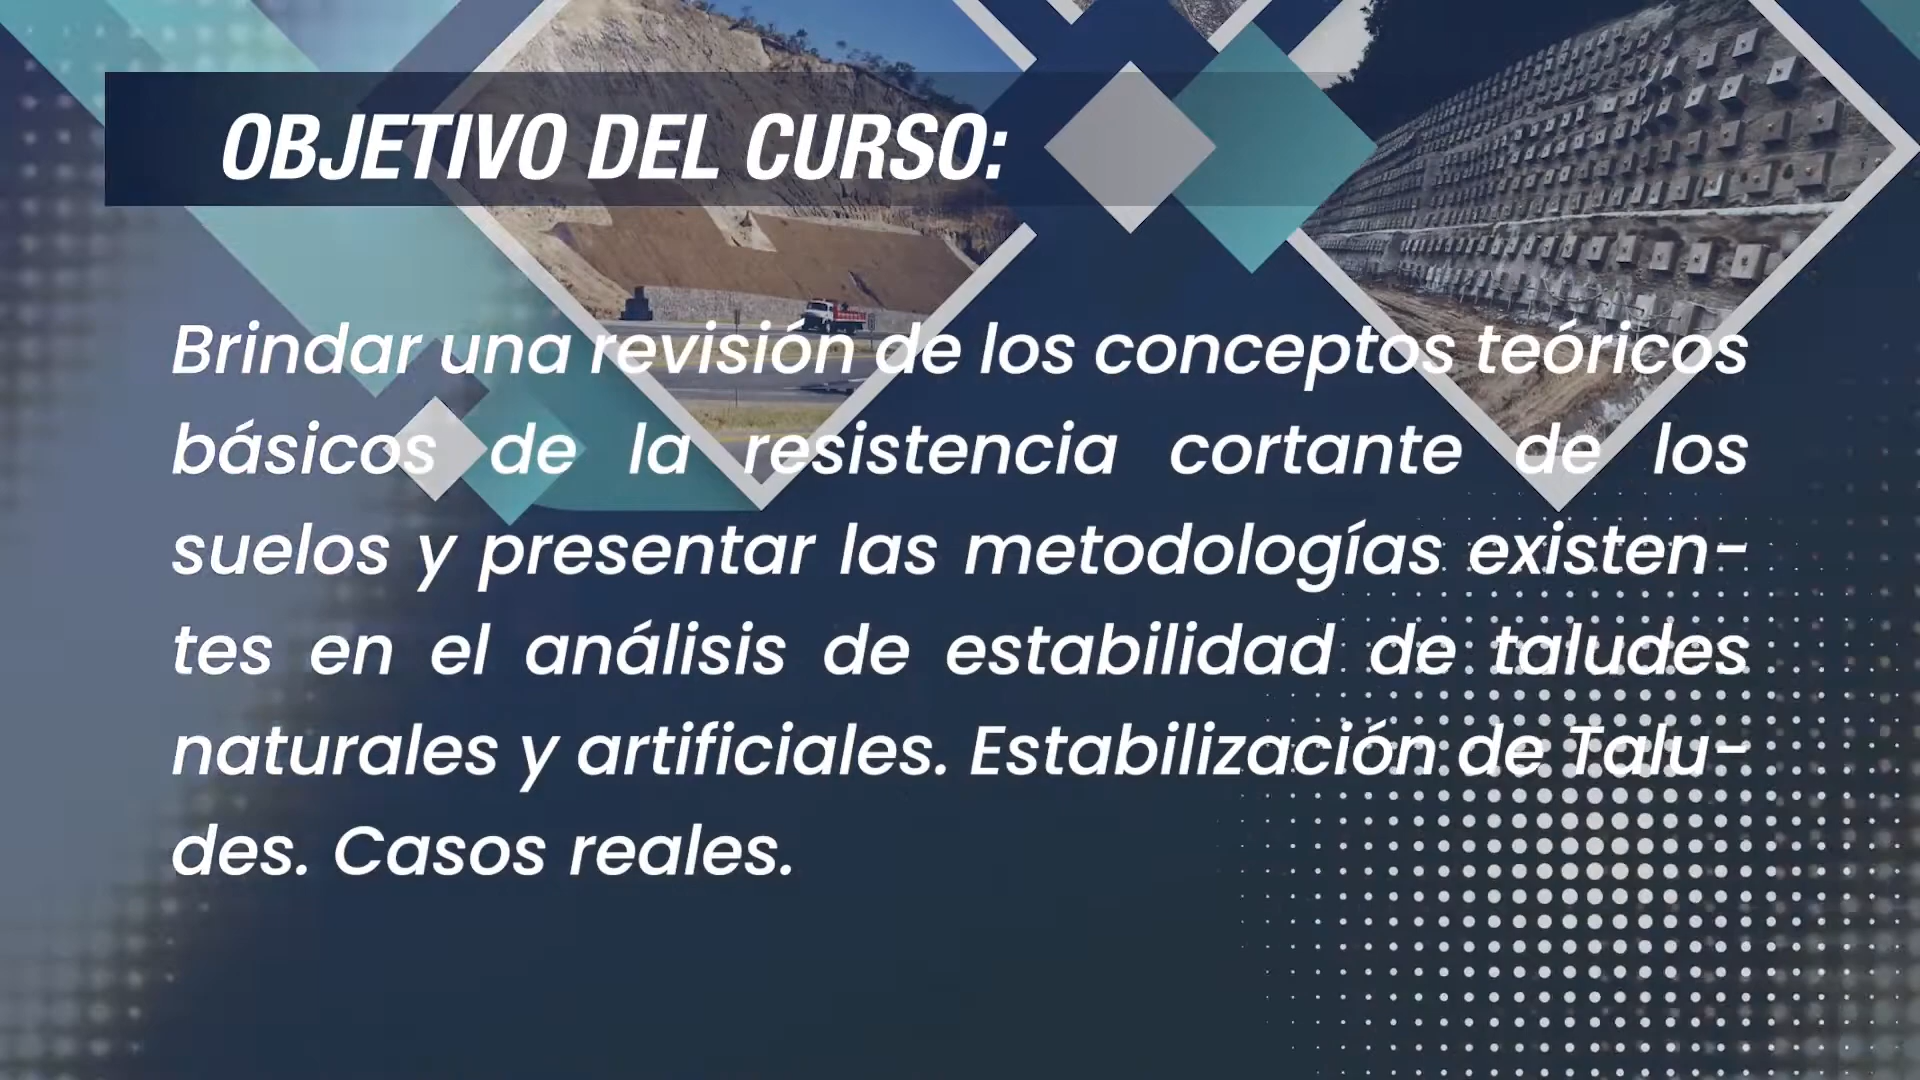 OBJETIVO DEL CURSO:
Brindar una revisión de los conceptos teóricos
básicos de la resistencia cortante de los
suelos y presentar las metodologías existen-
tes en el análisis de estabilidad de taludes
naturales y artificiales. Estabilización de Talu-
des. Casos reales.